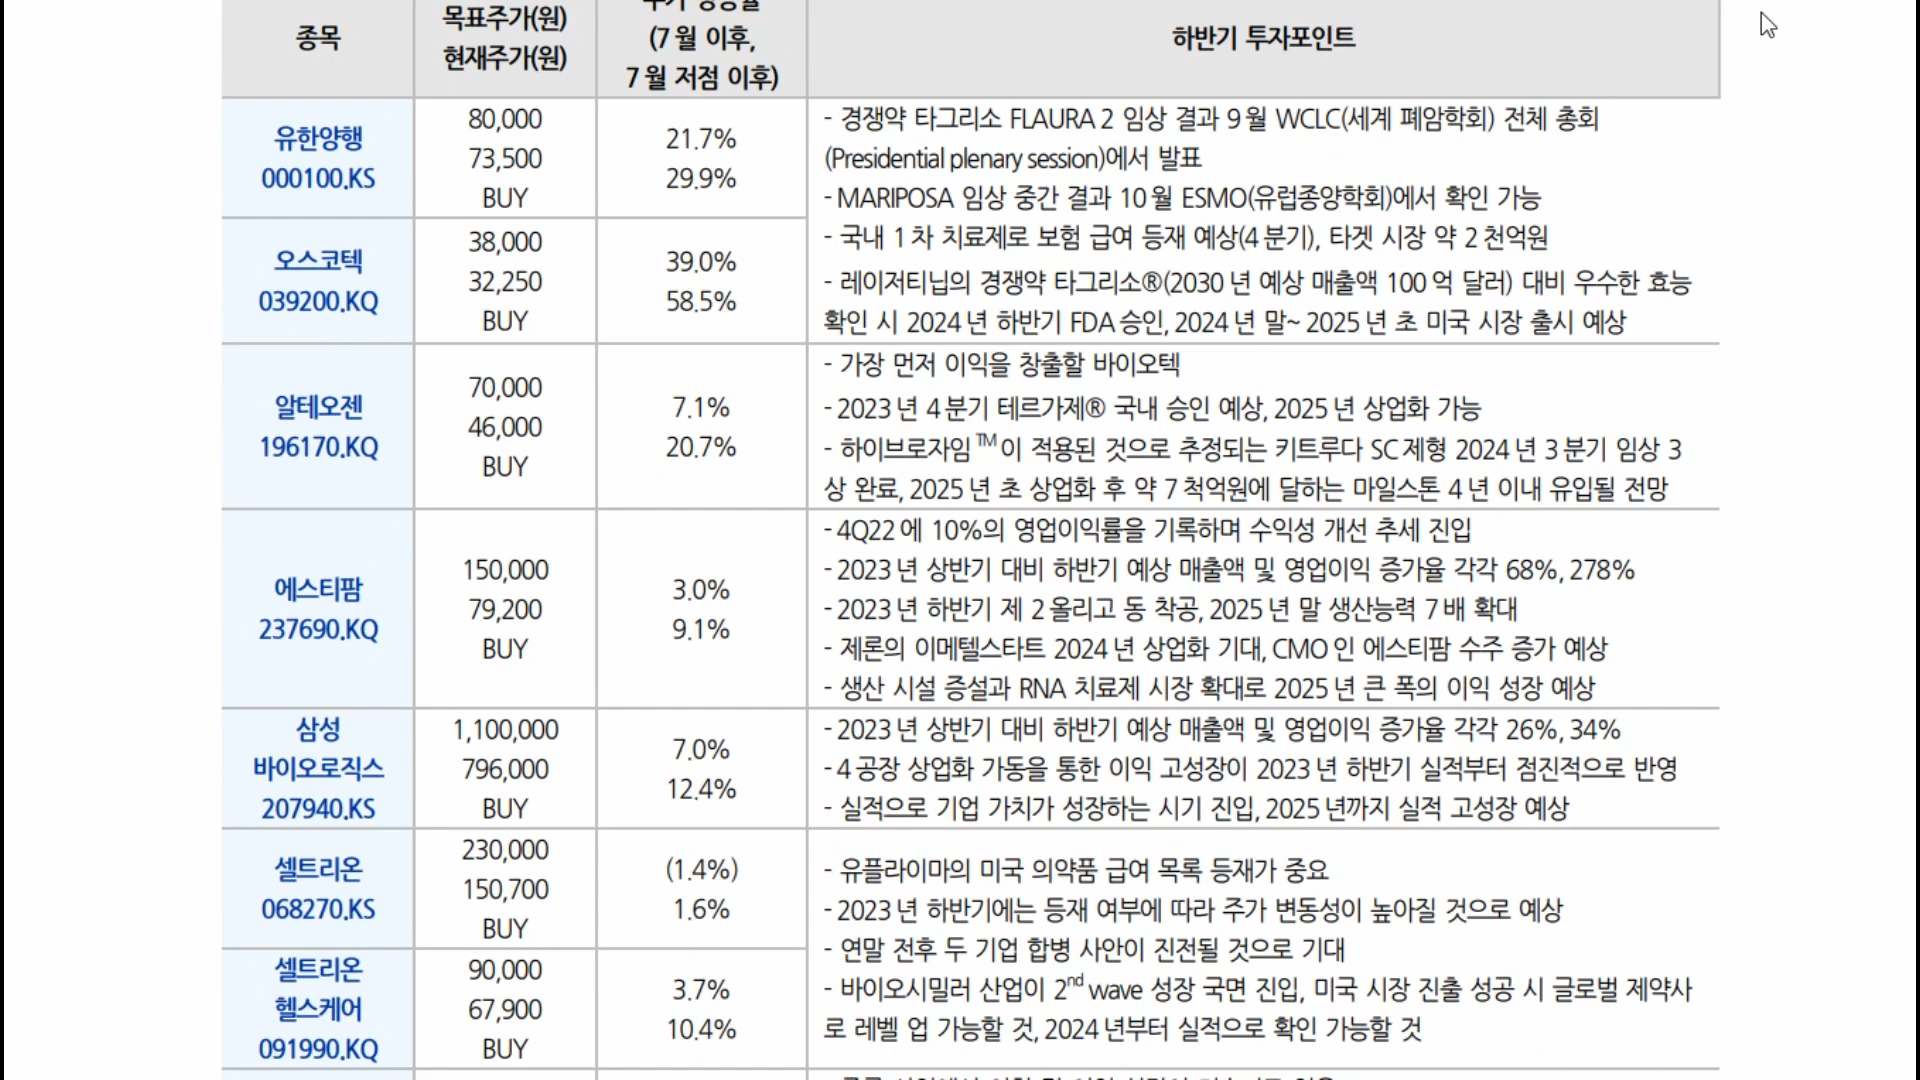 종목
목표주가(원)
현재주가(원)
(7월 이후,
7월 저점 이후)
하반기 투자포인트
유한양행
000100.KS
80,000
73,500
BUY
21.7%
29.9%
오스코텍
039200.KQ
38,000
32,250
BUY
39.0%
58.5%
- 경쟁약 타그리소 FLAURA 2 임상 결과 9월 WCLC(세계 폐암학회) 전체 총회
(Presidential plenary session)에서 발표
- MARIPOSA 임상 중간 결과 10월 ESMO(유럽종양학회)에서 확인 가능
- 국내 1차 치료제로 보험 급여 등재 예상(4분기), 타겟 시장 약 2천억원
- 레이저티닙의 경쟁약 타그리소®(2030년 예상 매출액 100억 달러) 대비 우수한 효능
확인 시 2024년 하반기 FDA 승인, 2024년 말~ 2025년 초 미국 시장 출시 예상
알테오젠
196170.KQ
70,000
46,000
BUY
7.1%
20.7%
- 가장 먼저 이익을 창출할 바이오텍
- 2023년 4분기 테르가제® 국내 승인 예상, 2025년 상업화 가능
- 하이브로자임™이 적용된 것으로 추정되는 키트루다 SC제형 2024년 3분기 임상 3
상 완료, 2025년 초 상업화 후 약 7척억원에 달하는 마일스톤 4년 이내 유입될 전망
에스티팜
237690.KQ
150,000
79,200
BUY
3.0%
9.1%
- 4Q22에 10%의 영업이익률을 기록하며 수익성 개선 추세 진입
- 2023년 상반기 대비 하반기 예상 매출액 및 영업이익 증가율 각각 68%, 278%
- 2023년 하반기 제2올리고 동 착공, 2025년 말 생산능력 7배 확대
- 제론의 이메텔스타트 2024년 상업화 기대, CMO인 에스티팜 수주 증가 예상
- 생산 시설 증설과 RNA 치료제 시장 확대로 2025년 큰 폭의 이익 성장 예상
삼성
바이오로직스
207940.KS
1,100,000
796,000
BUY
7.0%
12.4%
- 2023년 상반기 대비 하반기 예상 매출액 및 영업이익 증가율 각각 26%, 34%
- 4공장 상업화 가동을 통한 이익 고성장이 2023년 하반기 실적부터 점진적으로 반영
- 실적으로 기업 가치가 성장하는 시기 진입, 2025년까지 실적 고성장 예상
셀트리온
068270.KS
230,000
150,700
BUY
(1.4%)
1.6%
셀트리온
헬스케어
091990.KQ
90,000
67,900
BUY
3.7%
10.4%
- 유플라이마의 미국 의약품 급여 목록 등재가 중요
- 2023년 하반기에는 등재 여부에 따라 주가 변동성이 높아질 것으로 예상
- 연말 전후 두 기업 합병 사안이 진전될 것으로 기대
- 바이오시밀러 산업이 2nd wave 성장 국면 진입, 미국 시장 진출 성공 시 글로벌 제약사
로 레벨 업 가능할 것, 2024년부터 실적으로 확인 가능할 것